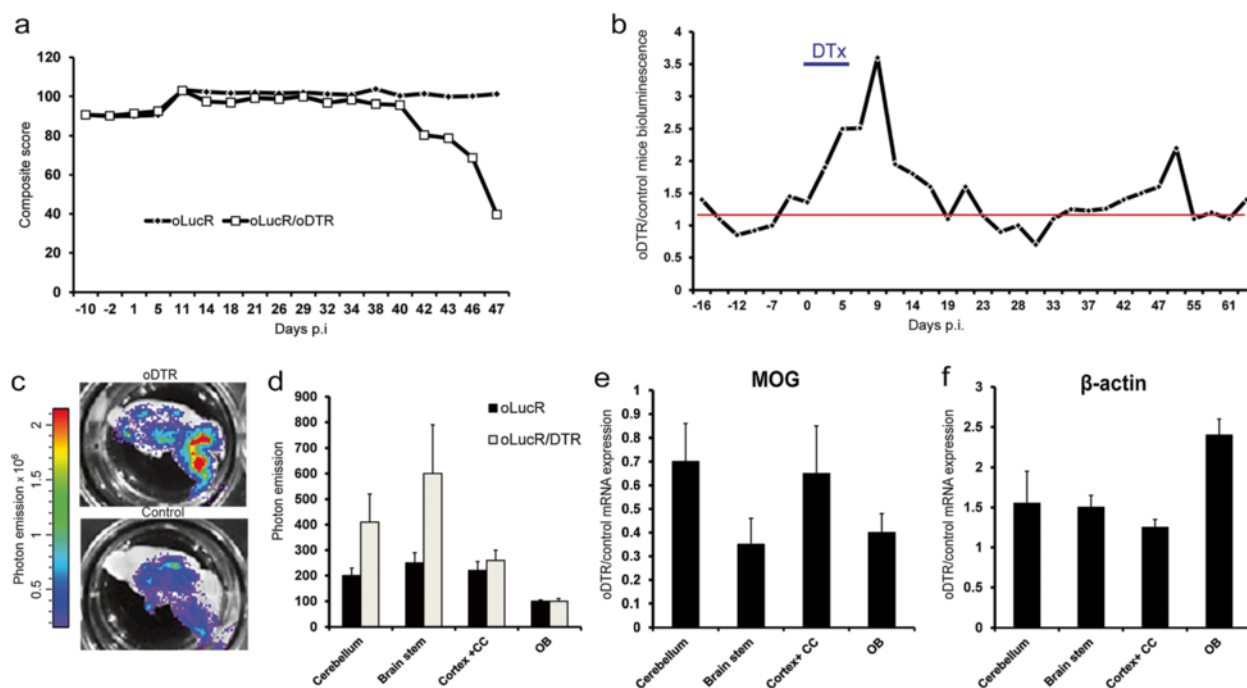 a
120
100
80
60
40
20
0
Composite score
oLucR oLucR/oDTR
-10 -2 1 5 11 14 18 21 26 29 32 34 38 40 42 43 46 47
Days p.i
b
4
3.5
3
2.5
2
1.5
1
0.5
0
oDTR/control mice bioluminescence
DTx
-16 -12 -7 0 5 9 14 19 23 28 33 37 42 47 55 61
Days p.i.
c
oDTR
Control
Photon emission x 10⁶
2
1.5
1
0.5
d
900
800
700
600
500
400
300
200
100
0
Photon emission
oLucR
oLucR/DTR
Cerebellum Brain stem Cortex +CC OB
e
MOG
1
0.9
0.8
0.7
0.6
0.5
0.4
0.3
0.2
0.1
0
oDTR/control mRNA expression
Cerebellum Brain stem Cortex+ CC OB
f
β-actin
3
2.5
2
1.5
1
0.5
0
oDTR/control mRNA expression
Cerebellum Brain stem Cortex+ CC OB